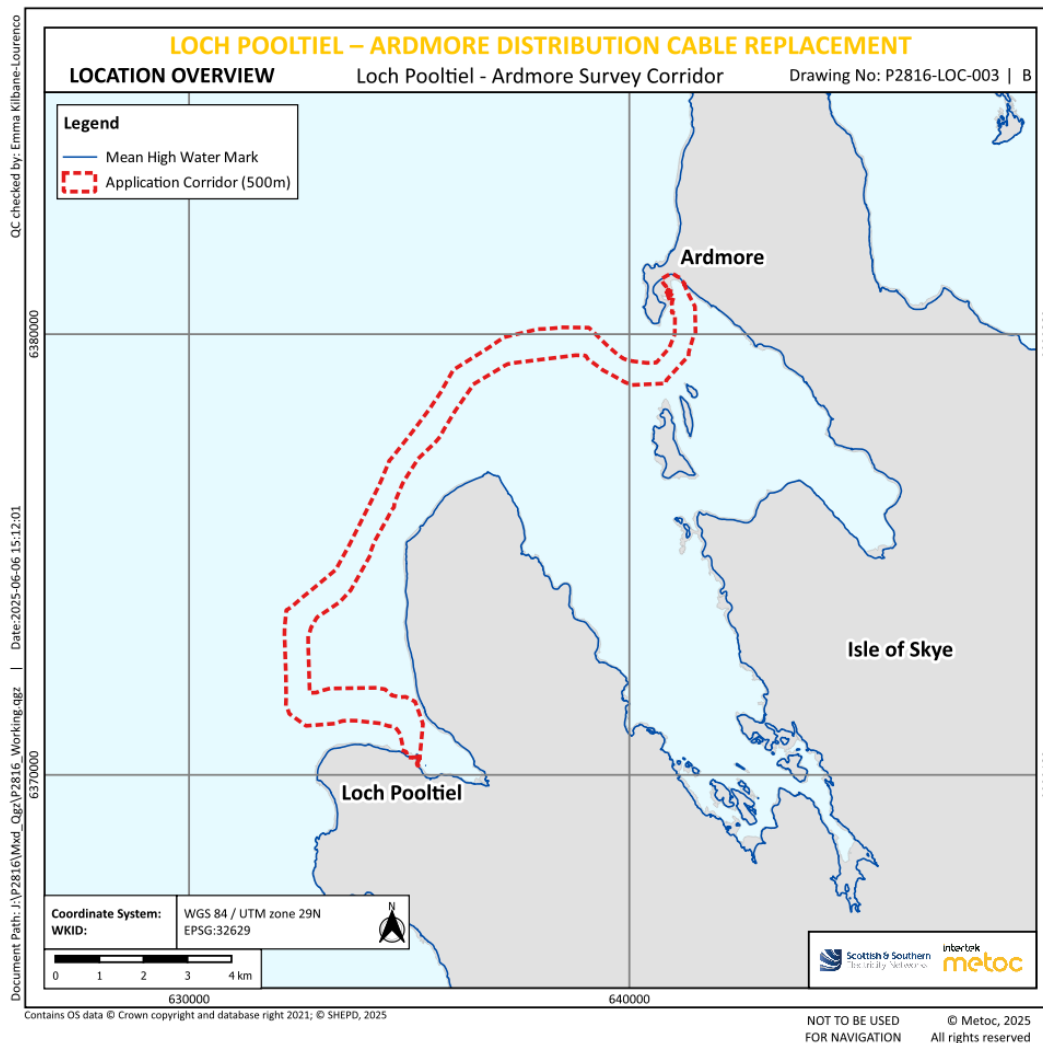 LOCH POOLTIEL – ARDMORE DISTRIBUTION CABLE REPLACEMENT
LOCATION OVERVIEW
Loch Pooltiel - Ardmore Survey Corridor
Drawing No: P2816-LOC-003 | B
Legend
Mean High Water Mark
Application Corridor (500m)
Ardmore
Isle of Skye
Loch Pooltiel
6380000
6370000
630000
640000
Coordinate System: WGS 84 / UTM zone 29N
WKID: EPSG:32629
N
0 1 2 3 4 km
Scottish & Southern
Electricity Networks
intertek
metoc
QC checked by: Emma Kilbane-Lourenco
Document Path: J:\P2816\Mxd_Qgz\P2816_Working.qgz | Date:2025-06-06 15:12:01
Contains OS data © Crown copyright and database right 2021; © SHEPD, 2025
NOT TO BE USED
FOR NAVIGATION
© Metoc, 2025
All rights reserved